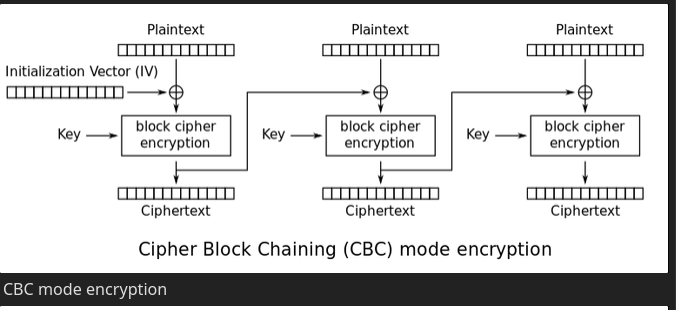 Plaintext Plaintext Plaintext
Initialization Vector (IV)
Key block cipher encryption Key block cipher encryption Key block cipher encryption
Ciphertext Ciphertext Ciphertext
Cipher Block Chaining (CBC) mode encryption
CBC mode encryption